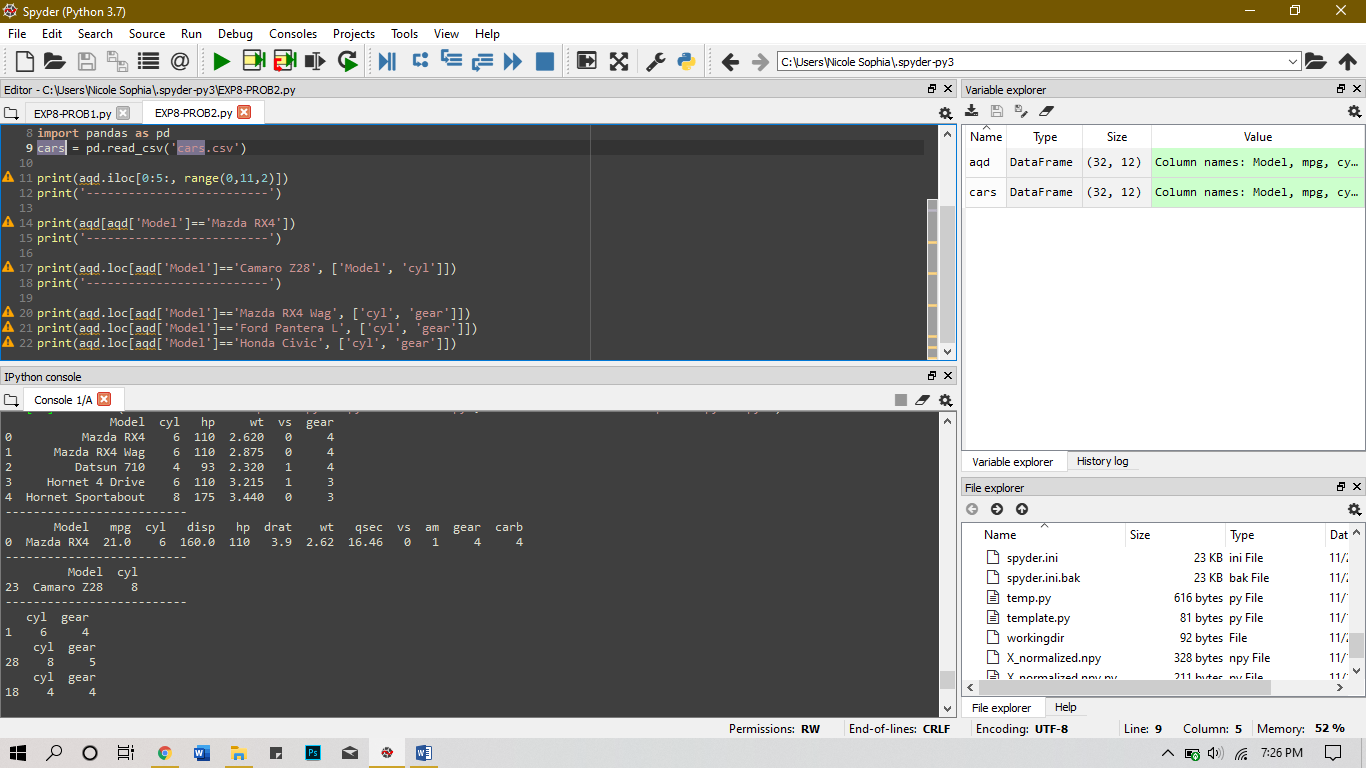 Spyder (Python 3.7)
File Edit Search Source Run Debug Consoles Projects Tools View Help
C:\Users\Nicole Sophia\.spyder-py3
Editor - C:\Users\Nicole Sophia\.spyder-py3\EXP8-PROB2.py
EXP8-PROB1.py EXP8-PROB2.py
8 import pandas as pd
9 cars = pd.read_csv('cars.csv')
10
11 print(aqd.iloc[0:5:, range(0,11,2)])
12 print('--------------------------')
13
14 print(aqd[aqd['Model']=='Mazda RX4'])
15 print('--------------------------')
16
17 print(aqd.loc[aqd['Model']=='Camaro Z28', ['Model', 'cyl']])
18 print('--------------------------')
19
20 print(aqd.loc[aqd['Model']=='Mazda RX4 Wag', ['cyl', 'gear']])
21 print(aqd.loc[aqd['Model']=='Ford Pantera L', ['cyl', 'gear']])
22 print(aqd.loc[aqd['Model']=='Honda Civic', ['cyl', 'gear']])
IPython console
Console 1/A
Model cyl hp wt vs gear
0 Mazda RX4 6 110 2.620 0 4
1 Mazda RX4 Wag 6 110 2.875 0 4
2 Datsun 710 4 93 2.320 1 4
3 Hornet 4 Drive 6 110 3.215 1 3
4 Hornet Sportabout 8 175 3.440 0 3
--------------------------
Model mpg cyl disp hp drat wt qsec vs am gear carb
0 Mazda RX4 21.0 6 160.0 110 3.9 2.62 16.46 0 1 4 4
--------------------------
Model cyl
23 Camaro Z28 8
--------------------------
cyl gear
1 6 4
cyl gear
28 8 5
cyl gear
18 4 4
Variable explorer
Name Type Size Value
aqd DataFrame (32, 12) Column names: Model, mpg, cy…
cars DataFrame (32, 12) Column names: Model, mpg, cy…
Variable explorer History log
File explorer
Name Size Type Dat
spyder.ini 23 KB ini File 11/
spyder.ini.bak 23 KB bak File 11/
temp.py 616 bytes py File 11/
template.py 81 bytes py File 11/
workingdir 92 bytes File 11/
X_normalized.npy 328 bytes npy File 11/
X_normalized.npy.py 211 bytes py File 11/
File explorer Help
Permissions: RW End-of-lines: CRLF Encoding: UTF-8 Line: 9 Column: 5 Memory: 52 %
7:26 PM